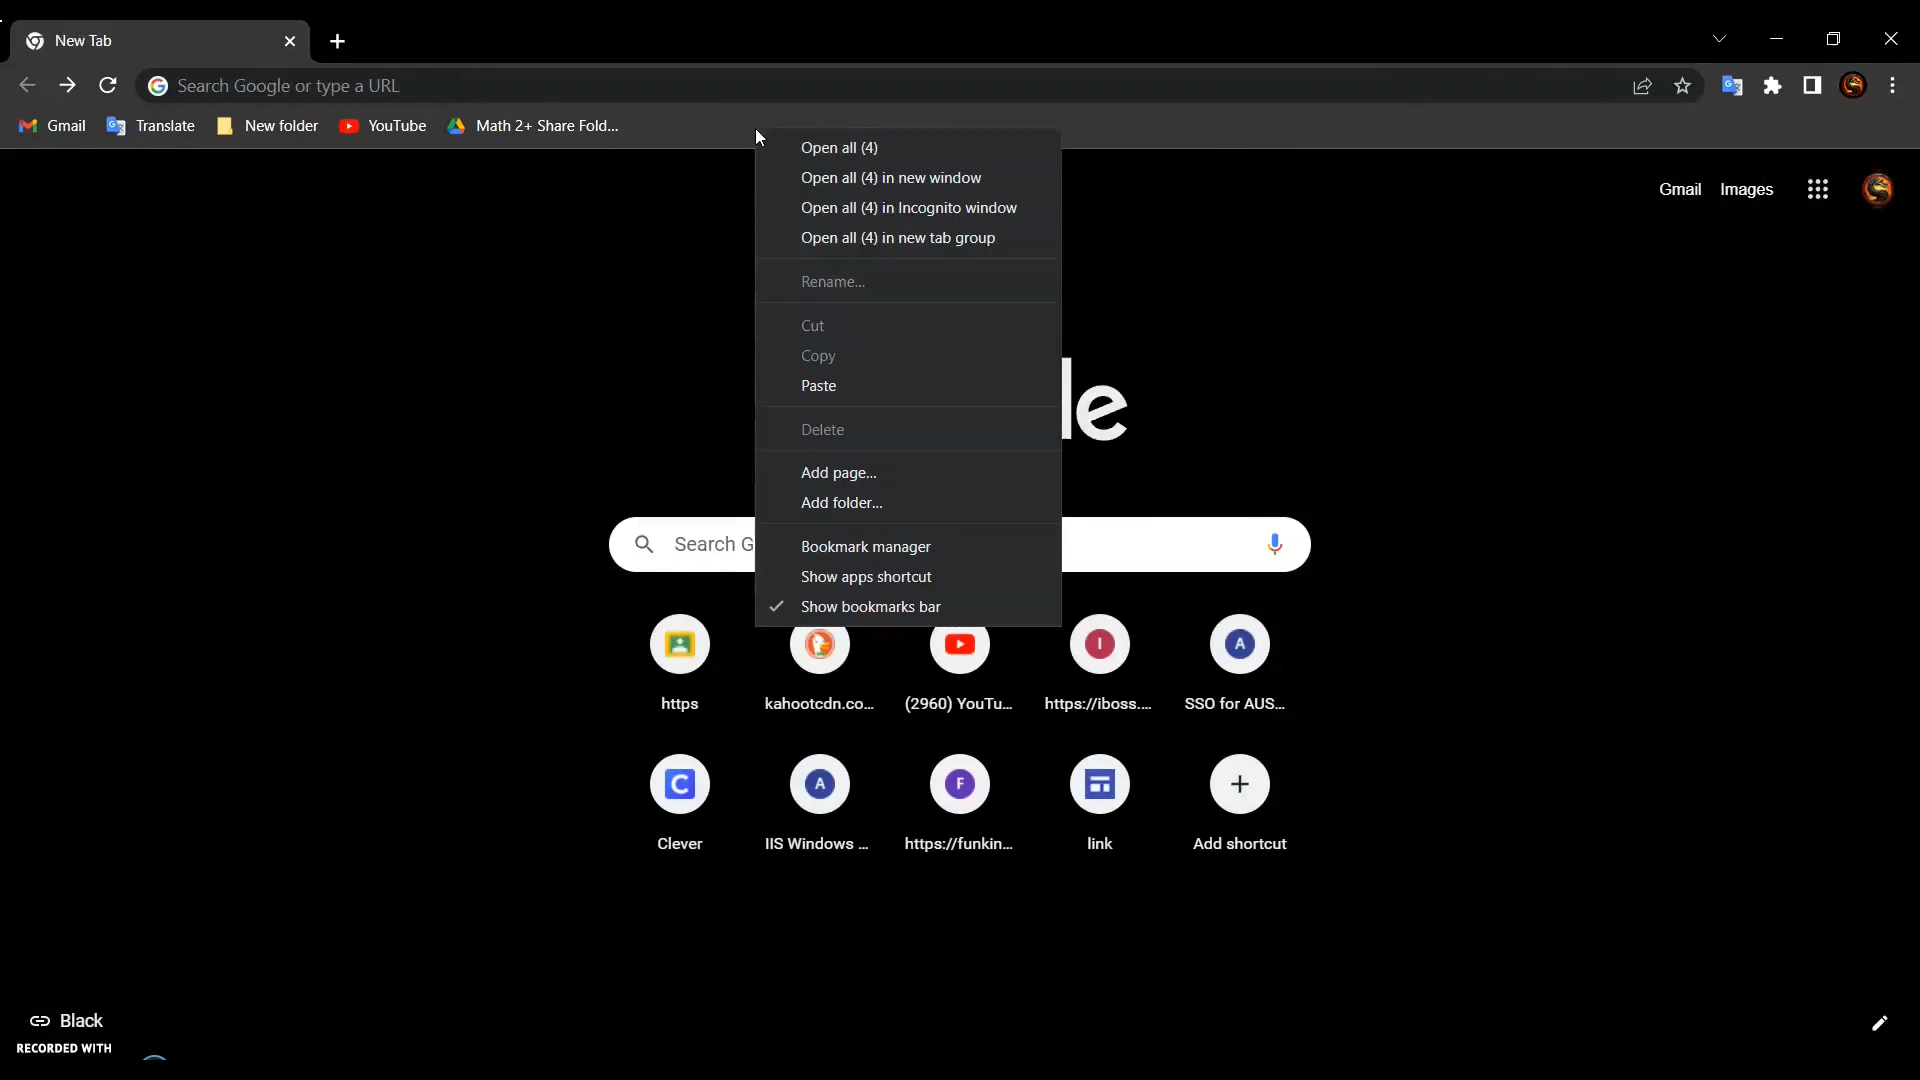 New Tab
Search Google or type a URL
Gmail Translate New folder YouTube Math 2+ Share Fold...
Gmail Images
Open all (4)
Open all (4) in new window
Open all (4) in Incognito window
Open all (4) in new tab group
Rename...
Cut
Copy
Paste
Delete
Add page...
Add folder...
Bookmark manager
Show apps shortcut
Show bookmarks bar
le
Search G
I
A
https kahootcdn.co... (2960) YouTu... https://iboss.... SSO for AUS...
C
A
F
Clever IIS Windows ... https://funkin... link Add shortcut
Black
RECORDED WITH